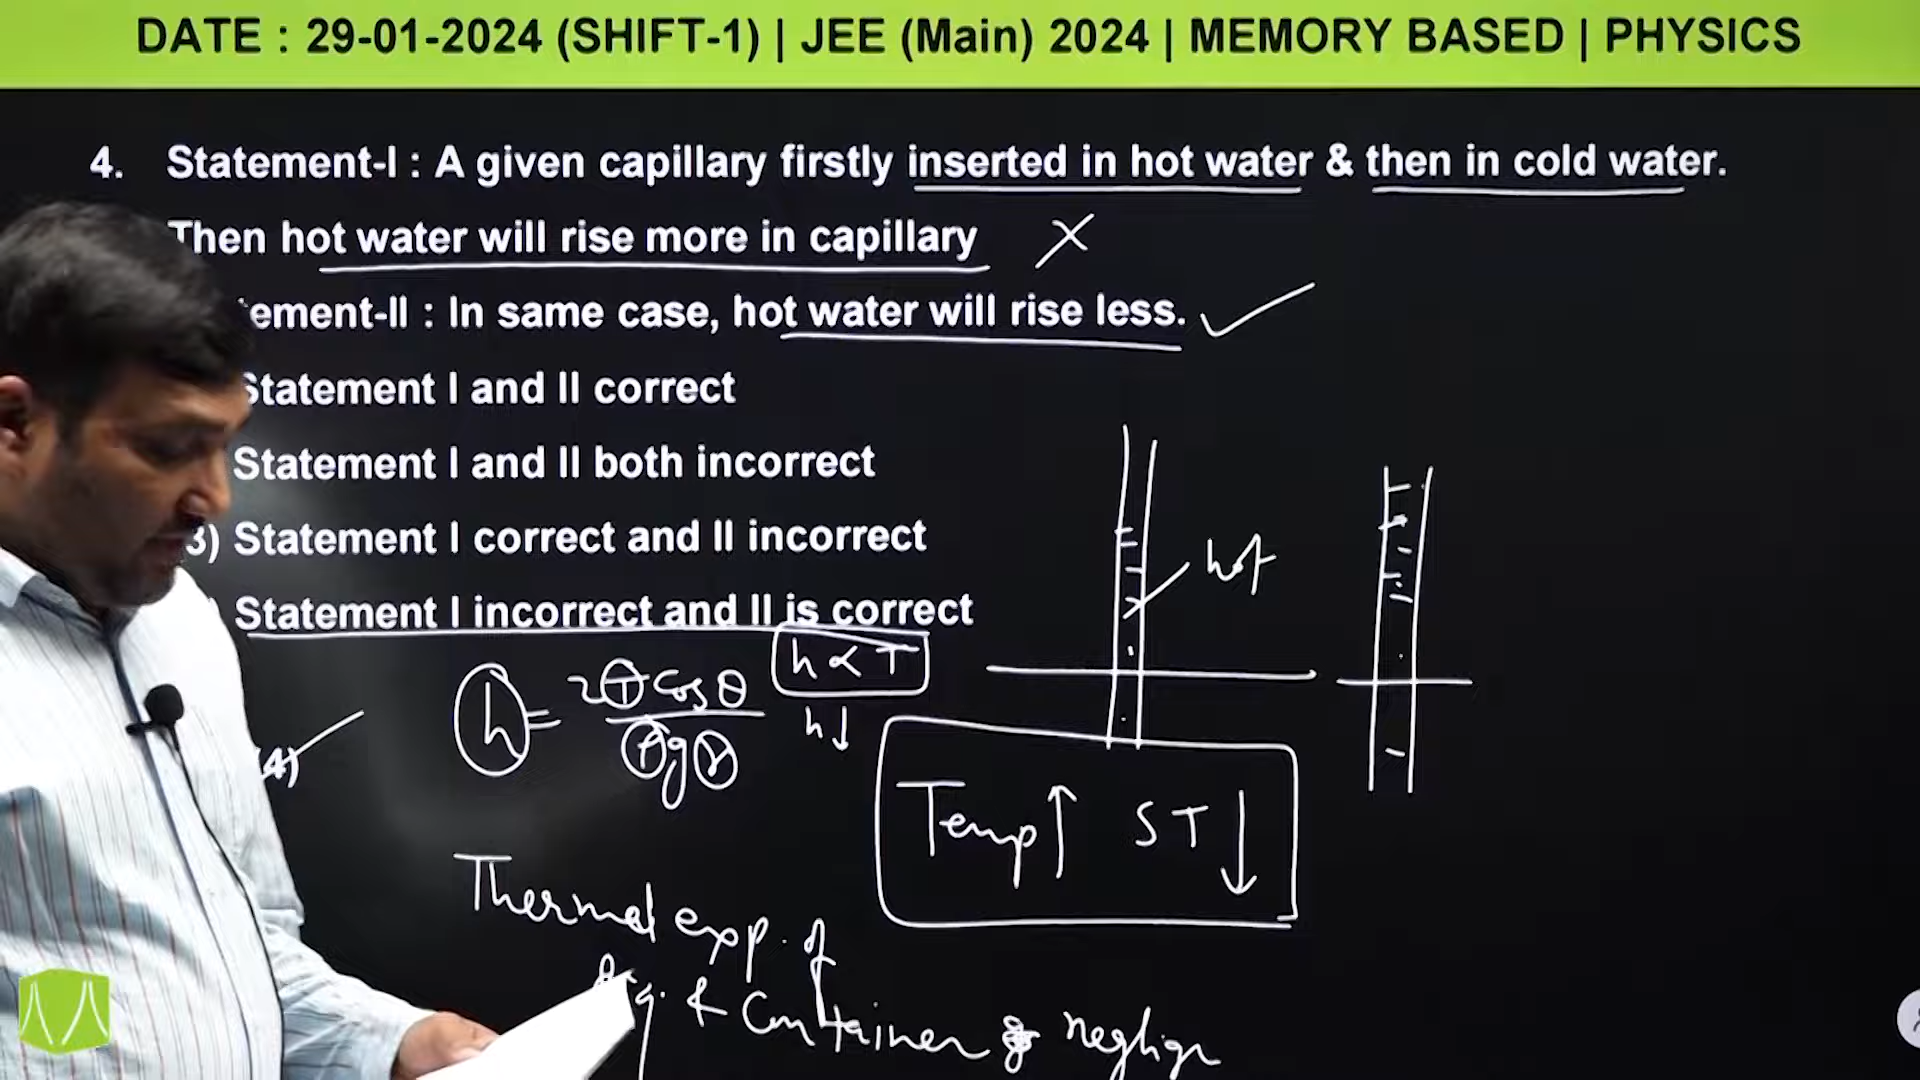 DATE : 29-01-2024 (SHIFT-1) | JEE (Main) 2024 | MEMORY BASED | PHYSICS
4. Statement-I : A given capillary firstly inserted in hot water & then in cold water.
Then hot water will rise more in capillary
ement-II : In same case, hot water will rise less.
Statement I and II correct
Statement I and II both incorrect
3) Statement I correct and II incorrect
) Statement I incorrect and II is correct
hot
h = 2T cos θ / ρgr
h ∝ T
h↓
(4)
Temp ↑ ST ↓
Thermal exp. of
liq. & Container negligi